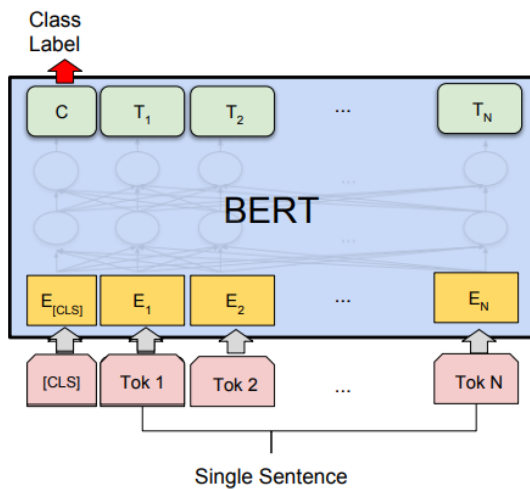 Class
Label
C T1 T2 ... TN
...
BERT
...
E[CLS] E1 E2 ... EN
[CLS] Tok 1 Tok 2 ... Tok N
Single Sentence